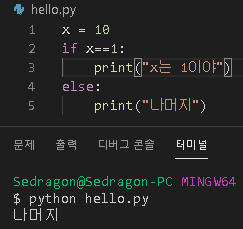 hello.py
1 x = 10
2 if x==1:
3     print("x는 1이야")
4 else:
5     print("나머지")
문제 출력 디버그 콘솔 터미널
Sedragon@Sedragon-PC MINGW64
$ python hello.py
나머지